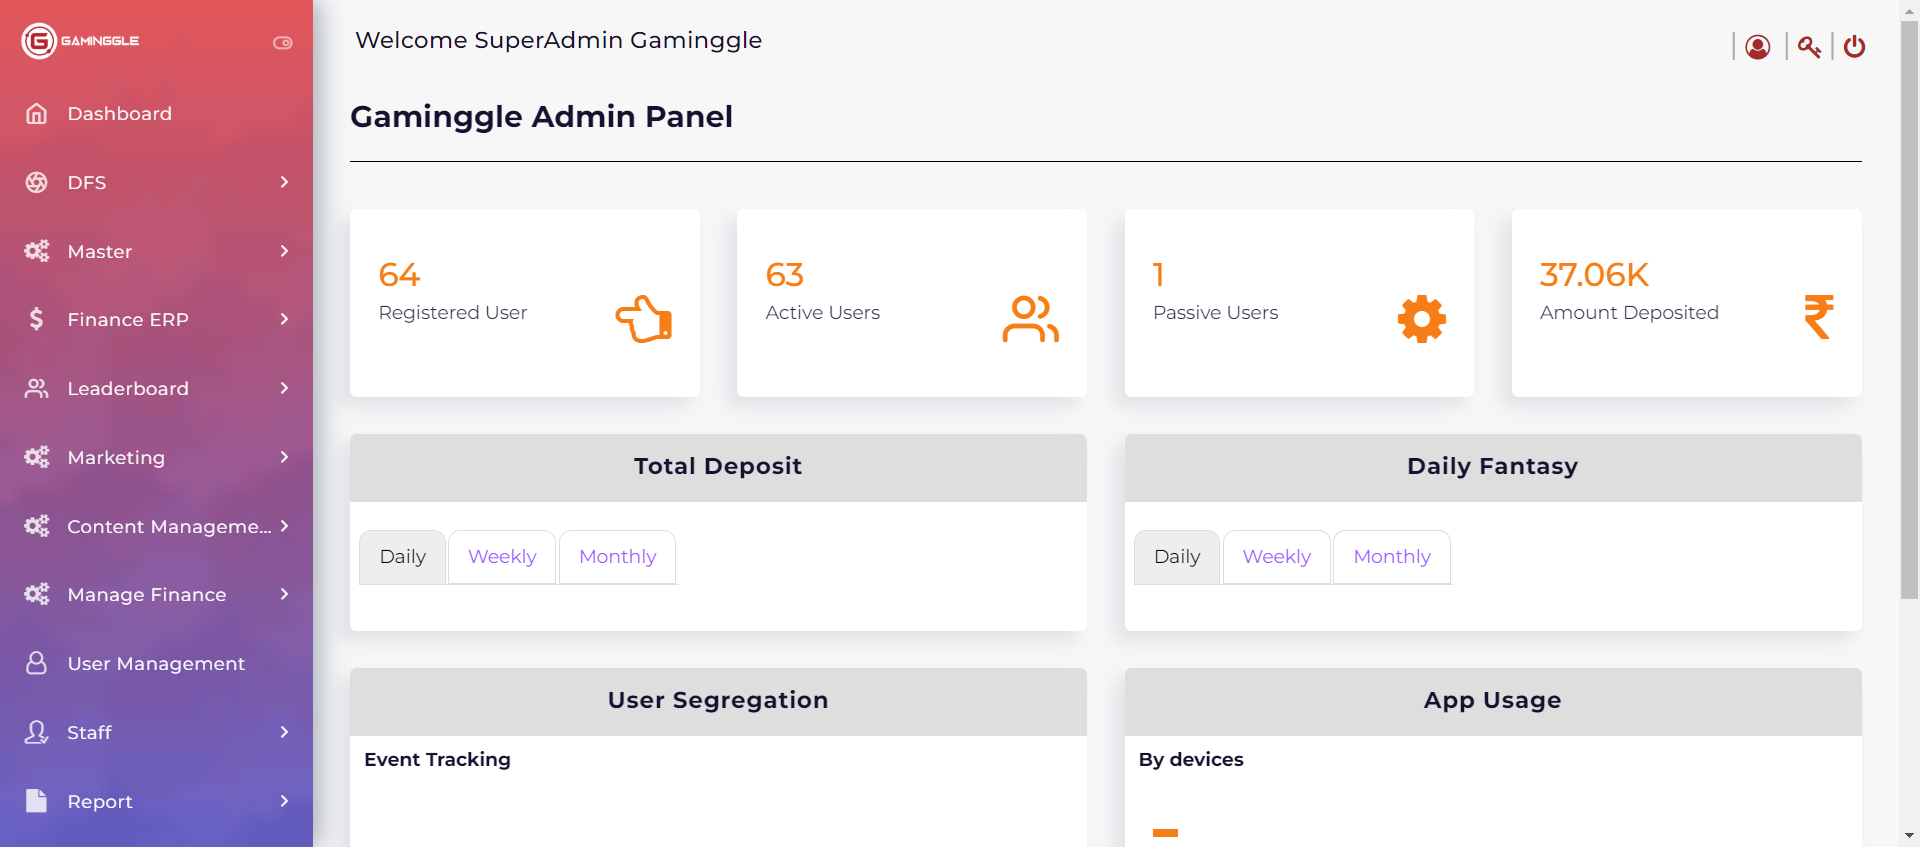 GAMINGGLE
Dashboard
DFS
Master
Finance ERP
Leaderboard
Marketing
Content Manageme...
Manage Finance
User Management
Staff
Report
Welcome SuperAdmin Gaminggle
Gaminggle Admin Panel
64
Registered User
63
Active Users
1
Passive Users
37.06K
Amount Deposited
₹
Total Deposit
Daily Weekly Monthly
Daily Fantasy
Daily Weekly Monthly
User Segregation
Event Tracking
App Usage
By devices